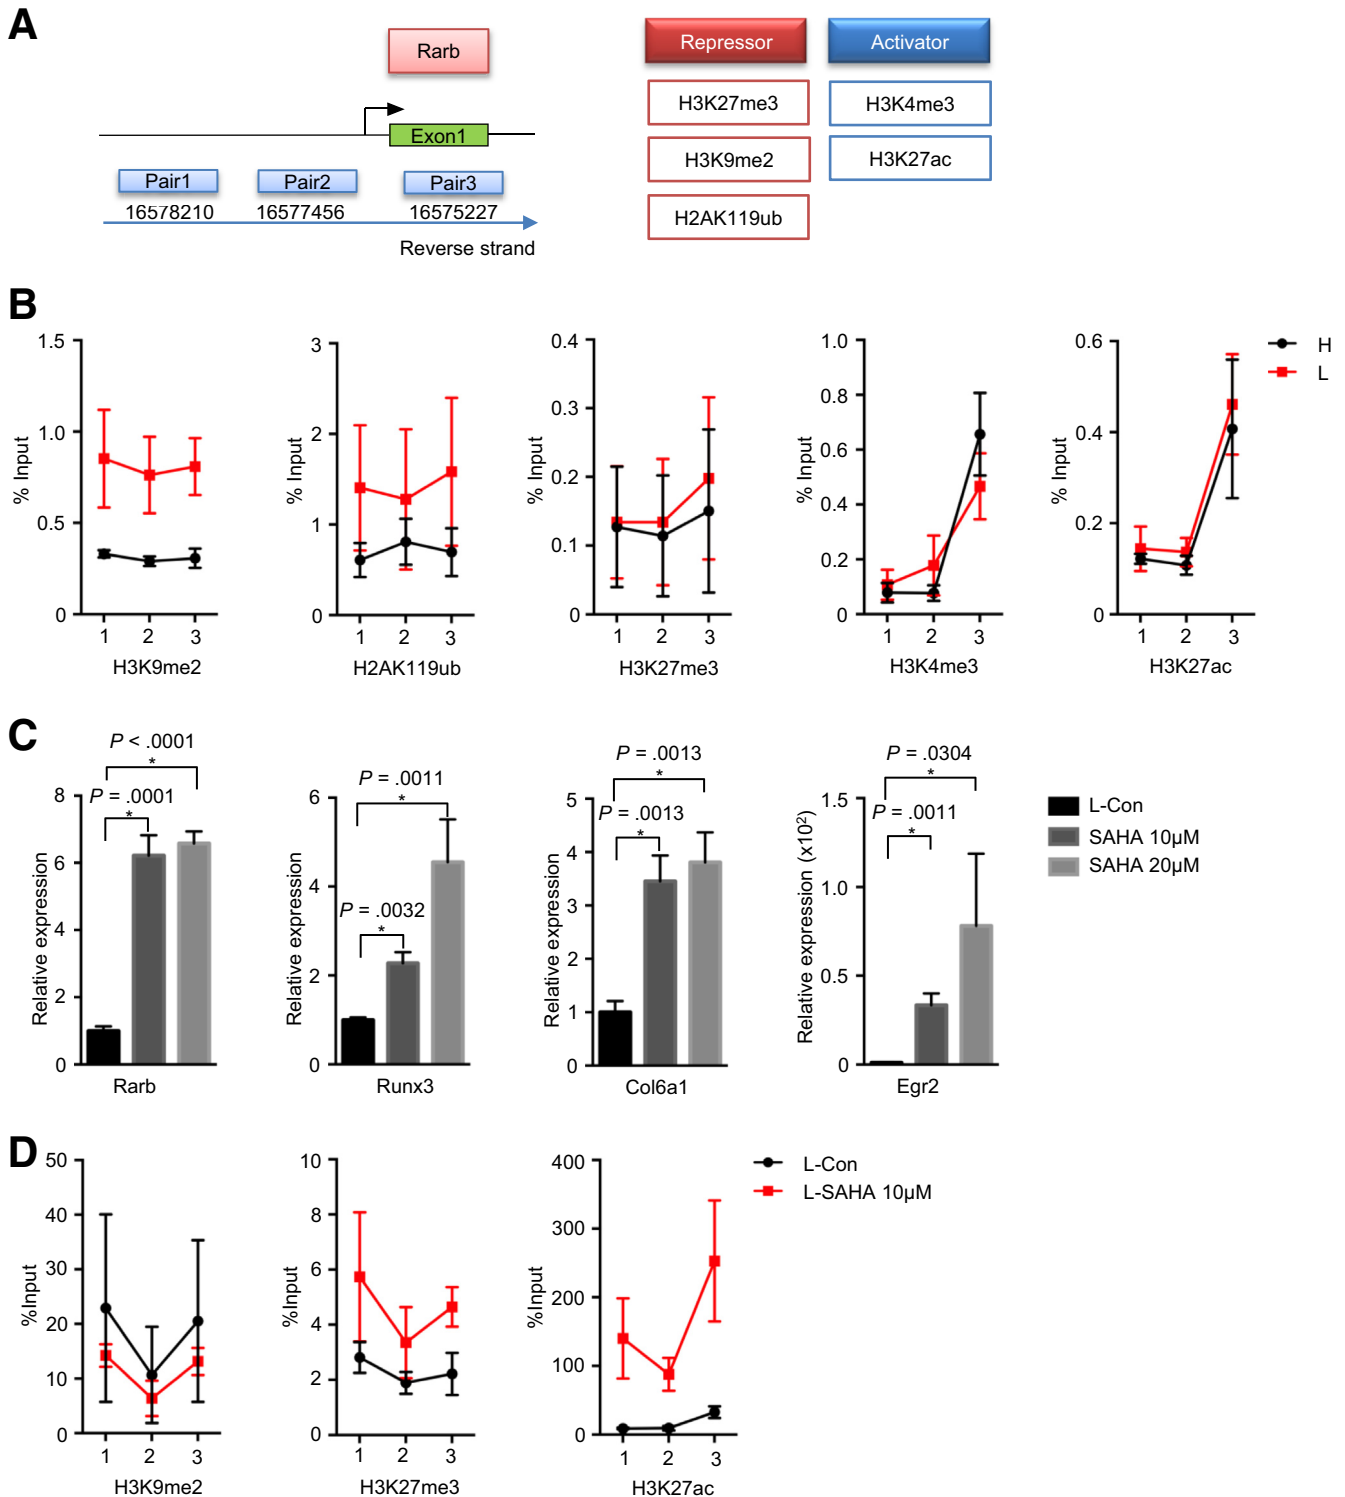 A
Rarb
Exon1
Pair1
Pair2
Pair3
16578210
16577456
16575227
Reverse strand
Repressor
Activator
H3K27me3
H3K4me3
H3K9me2
H3K27ac
H2AK119ub
B
% Input
1.5
1.0
0.5
0
1 2 3
H3K9me2
% Input
3
2
1
0
1 2 3
H2AK119ub
% Input
0.4
0.3
0.2
0.1
0
1 2 3
H3K27me3
% Input
1.0
0.8
0.6
0.4
0.2
0
1 2 3
H3K4me3
% Input
0.6
0.4
0.2
0
1 2 3
H3K27ac
H
L
C
P < .0001
*
P = .0001
*
Relative expression
8
6
4
2
0
Rarb
P = .0011
*
P = .0032
*
Relative expression
6
4
2
0
Runx3
P = .0013
*
P = .0013
*
Relative expression
5
4
3
2
1
0
Col6a1
P = .0304
*
P = .0011
*
Relative expression (x10²)
1.5
1.0
0.5
0
Egr2
L-Con
SAHA 10µM
SAHA 20µM
D
%Input
50
40
30
20
10
0
1 2 3
H3K9me2
%Input
10
8
6
4
2
0
1 2 3
H3K27me3
%Input
400
300
200
100
0
1 2 3
H3K27ac
L-Con
L-SAHA 10µM